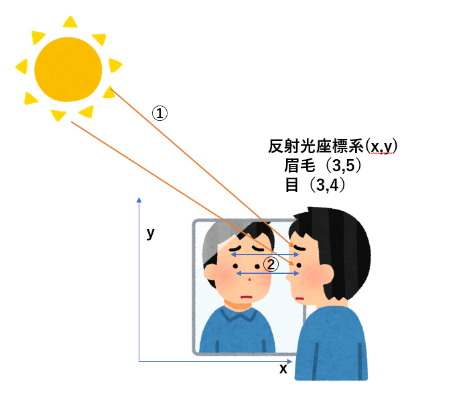 ①
反射光座標系(x,y)
眉毛（3,5）
目（3,4）
y
②
x